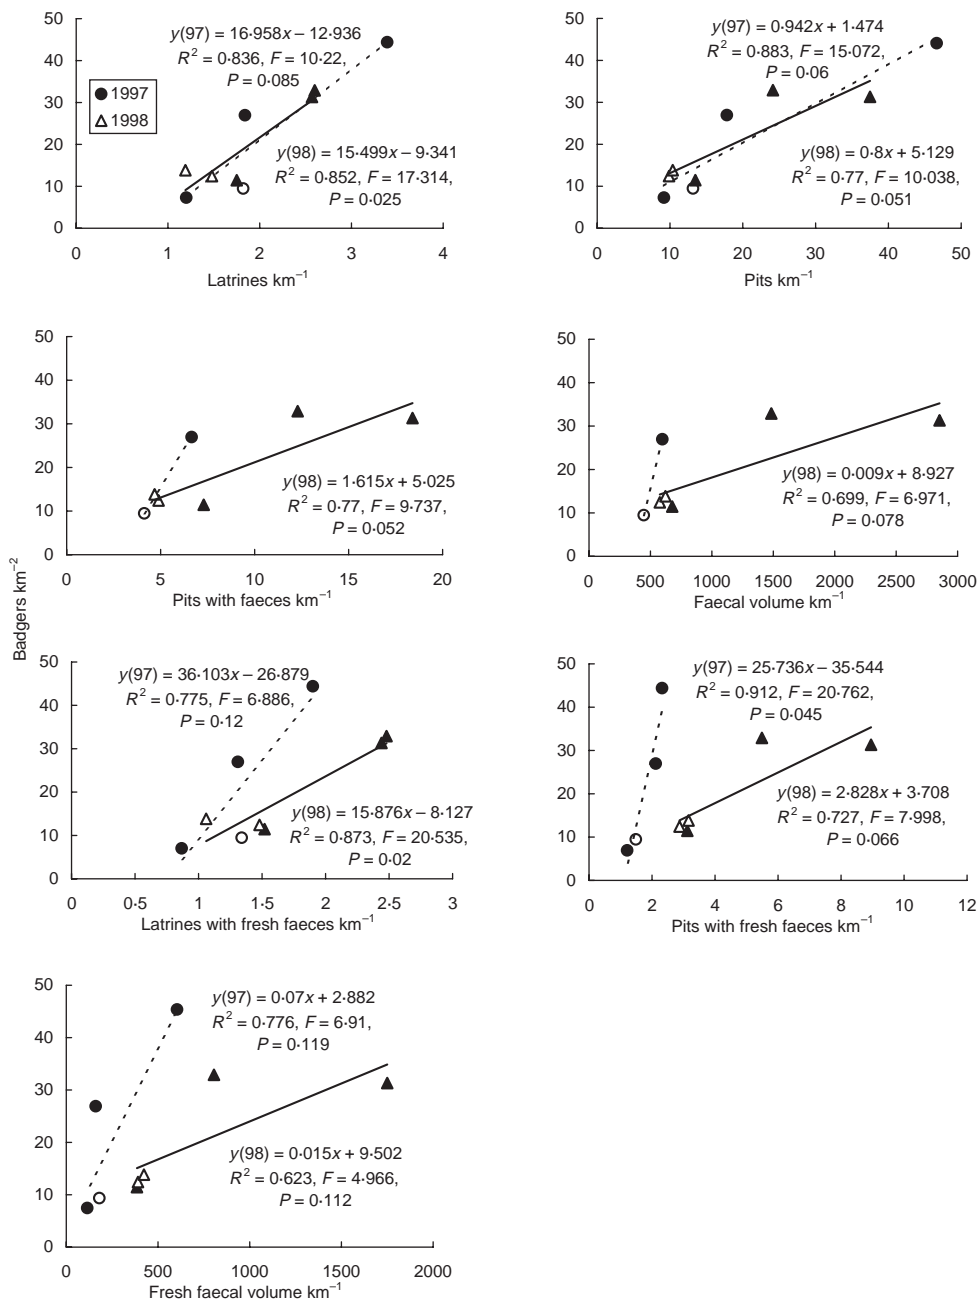 50
40
30
20
10
0
0
1
2
3
4
Latrines km⁻¹
1997
1998
y(97) = 16·958x – 12·936
R² = 0·836, F = 10·22,
P = 0·085
y(98) = 15·499x – 9·341
R² = 0·852, F = 17·314,
P = 0·025
50
40
30
20
10
0
0
10
20
30
40
50
Pits km⁻¹
y(97) = 0·942x + 1·474
R² = 0·883, F = 15·072,
P = 0·06
y(98) = 0·8x + 5·129
R² = 0·77, F = 10·038,
P = 0·051
50
40
30
20
10
0
0
5
10
15
20
Pits with faeces km⁻¹
y(98) = 1·615x + 5·025
R² = 0·77, F = 9·737,
P = 0·052
50
40
30
20
10
0
0
500
1000
1500
2000
2500
3000
Faecal volume km⁻¹
y(98) = 0·009x + 8·927
R² = 0·699, F = 6·971,
P = 0·078
Badgers km⁻²
50
40
30
20
10
0
0
0·5
1
1·5
2
2·5
3
Latrines with fresh faeces km⁻¹
y(97) = 36·103x – 26·879
R² = 0·775, F = 6·886,
P = 0·12
y(98) = 15·876x – 8·127
R² = 0·873, F = 20·535,
P = 0·02
50
40
30
20
10
0
0
2
4
6
8
10
12
Pits with fresh faeces km⁻¹
y(97) = 25·736x – 35·544
R² = 0·912, F = 20·762,
P = 0·045
y(98) = 2·828x + 3·708
R² = 0·727, F = 7·998,
P = 0·066
50
40
30
20
10
0
0
500
1000
1500
2000
Fresh faecal volume km⁻¹
y(97) = 0·07x + 2·882
R² = 0·776, F = 6·91,
P = 0·119
y(98) = 0·015x + 9·502
R² = 0·623, F = 4·966,
P = 0·112